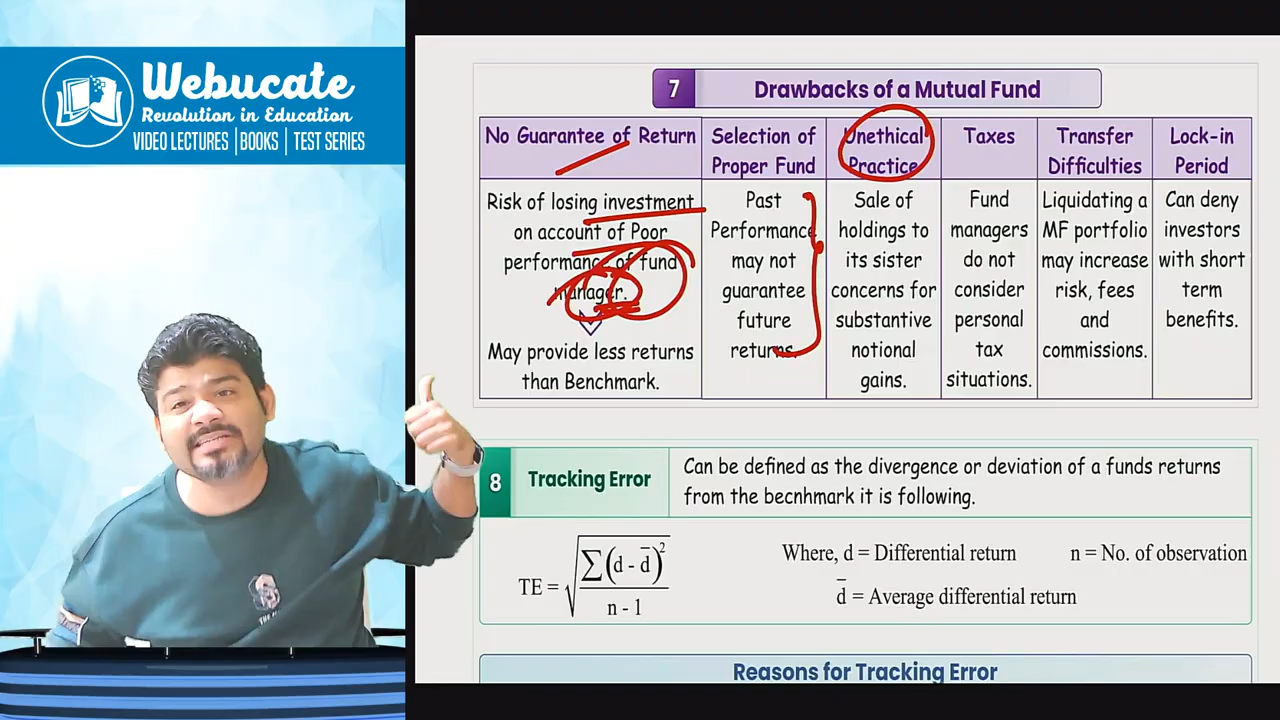 Webucate
Revolution in Education
VIDEO LECTURES | BOOKS | TEST SERIES
7 Drawbacks of a Mutual Fund
No Guarantee of Return
Risk of losing investment
on account of Poor
performance of fund
manager.
May provide less returns
than Benchmark.
Selection of
Proper Fund
Past
Performance
may not
guarantee
future
returns.
Unethical
Practice
Sale of
holdings to
its sister
concerns for
substantive
notional
gains.
Taxes
Fund
managers
do not
consider
personal
tax
situations.
Transfer
Difficulties
Liquidating a
MF portfolio
may increase
risk, fees
and
commissions.
Lock-in
Period
Can deny
investors
with short
term
benefits.
8 Tracking Error
Can be defined as the divergence or deviation of a funds returns
from the becnhmark it is following.
TE = √(∑(d - d̅)² / n - 1)
Where, d = Differential return n = No. of observation
d̅ = Average differential return
Reasons for Tracking Error